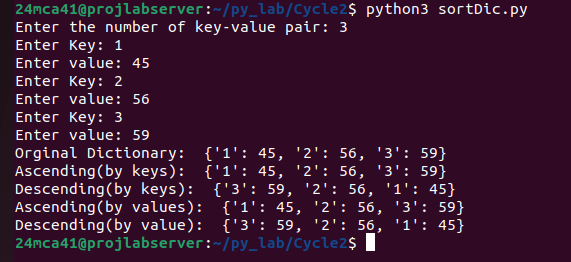 24mca41@projlabserver:~/py_lab/Cycle2$ python3 sortDic.py
Enter the number of key-value pair: 3
Enter Key: 1
Enter value: 45
Enter Key: 2
Enter value: 56
Enter Key: 3
Enter value: 59
Orginal Dictionary:  {'1': 45, '2': 56, '3': 59}
Ascending(by keys):  {'1': 45, '2': 56, '3': 59}
Descending(by keys):  {'3': 59, '2': 56, '1': 45}
Ascending(by values): {'1': 45, '2': 56, '3': 59}
Descending(by value): {'3': 59, '2': 56, '1': 45}
24mca41@projlabserver:~/py_lab/Cycle2$